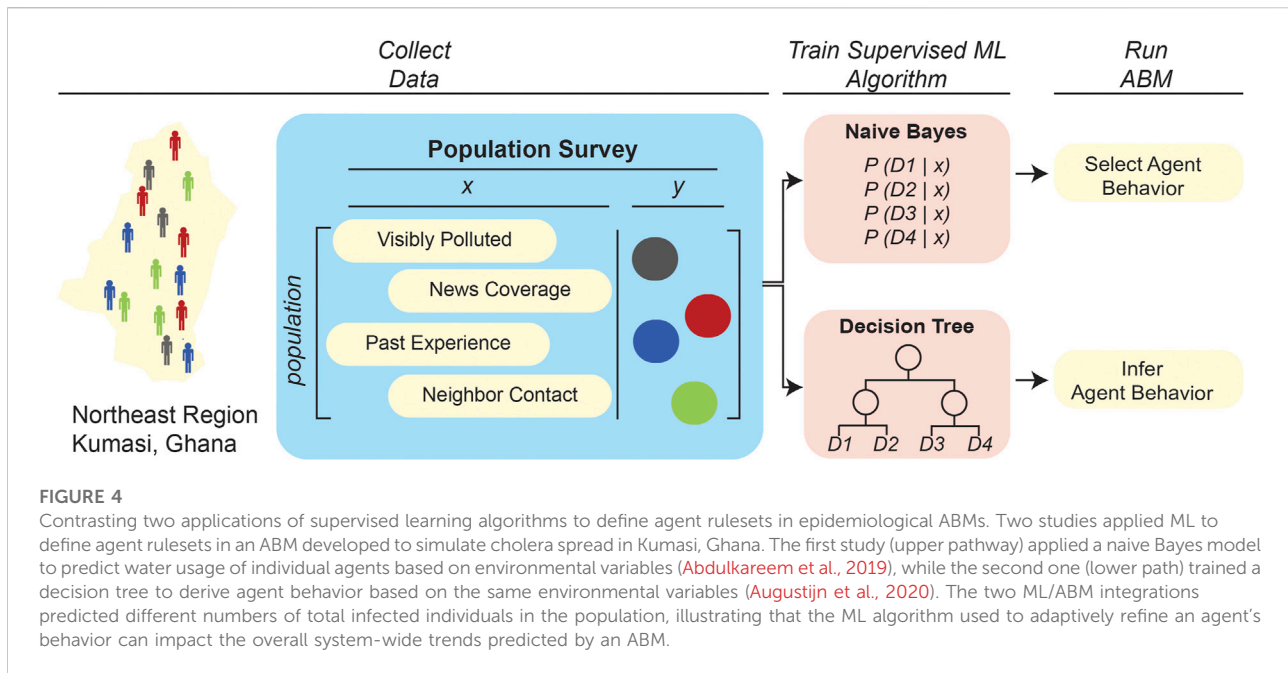 Collect
Data
Train Supervised ML
Algorithm
Run
ABM
Northeast Region
Kumasi, Ghana
Population Survey
x
y
population
Visibly Polluted
News Coverage
Past Experience
Neighbor Contact
Naive Bayes
P (D1 | x)
P (D2 | x)
P (D3 | x)
P (D4 | x)
Decision Tree
D1 D2 D3 D4
Select Agent
Behavior
Infer
Agent Behavior
FIGURE 4
Contrasting two applications of supervised learning algorithms to define agent rulesets in epidemiological ABMs. Two studies applied ML to
define agent rulesets in an ABM developed to simulate cholera spread in Kumasi, Ghana. The first study (upper pathway) applied a naive Bayes model
to predict water usage of individual agents based on environmental variables (Abdulkareem et al., 2019), while the second one (lower path) trained a
decision tree to derive agent behavior based on the same environmental variables (Augustijn et al., 2020). The two ML/ABM integrations
predicted different numbers of total infected individuals in the population, illustrating that the ML algorithm used to adaptively refine an agent's
behavior can impact the overall system-wide trends predicted by an ABM.